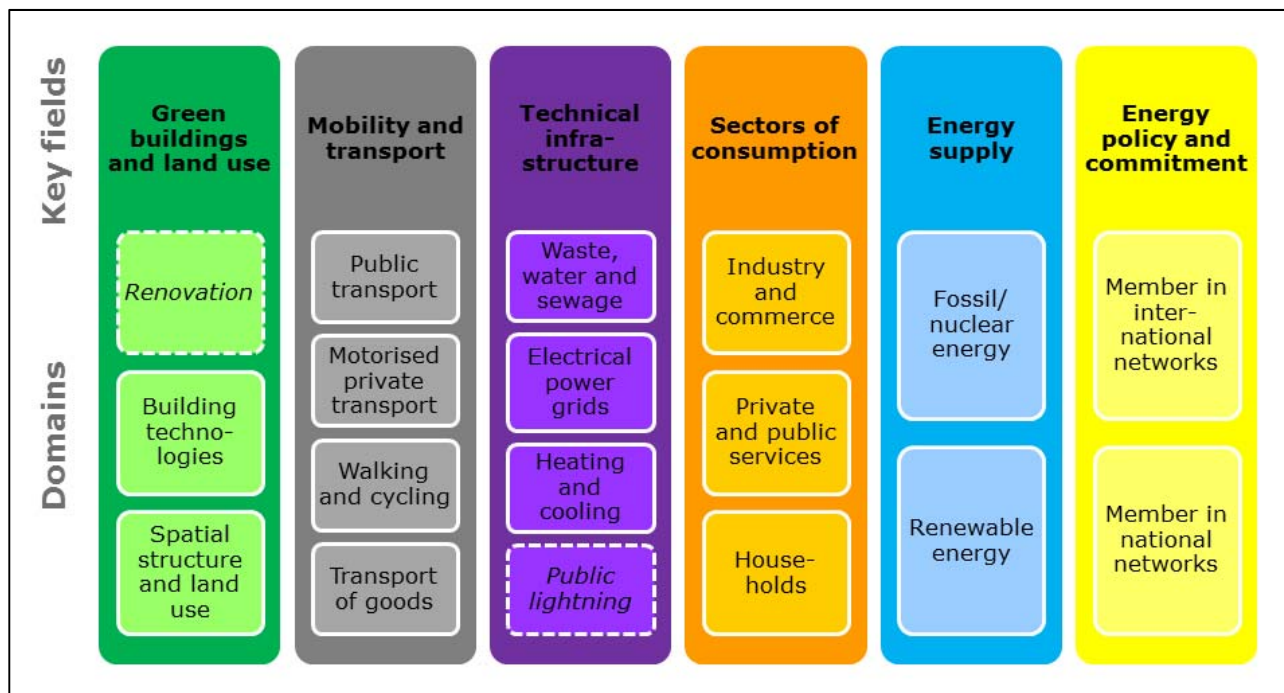 Key fields
Green
buildings
and land use
Mobility and
transport
Technical
infra-
structure
Sectors of
consumption
Energy
supply
Energy
policy and
commitment
Domains
Renovation
Building
techno-
logies
Spatial
structure
and land
use
Public
transport
Motorised
private
transport
Walking
and cycling
Transport
of goods
Waste,
water and
sewage
Electrical
power
grids
Heating
and
cooling
Public
lightning
Industry
and
commerce
Private
and public
services
House-
holds
Fossil/
nuclear
energy
Renewable
energy
Member in
inter-
national
networks
Member in
national
networks